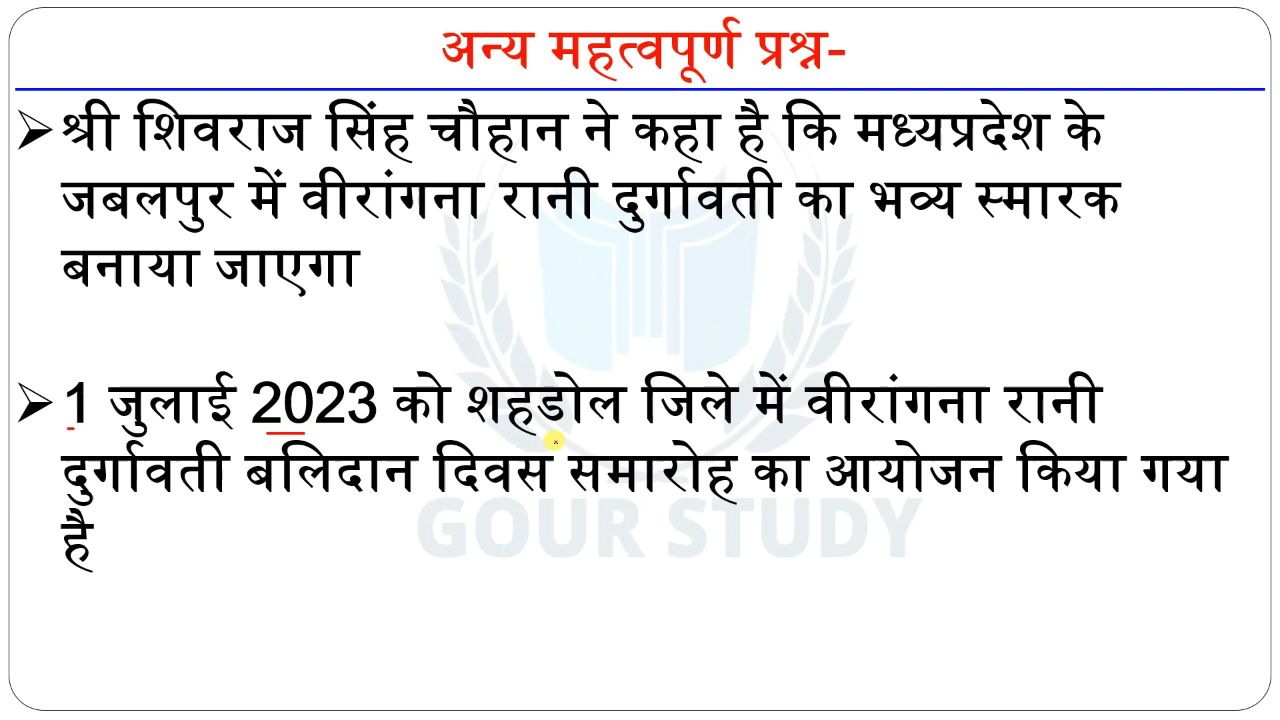 अन्य महत्वपूर्ण प्रश्न-
➢श्री शिवराज सिंह चौहान ने कहा है कि मध्यप्रदेश के
जबलपुर में वीरांगना रानी दुर्गावती का भव्य स्मारक
बनाया जाएगा
➢1 जुलाई 2023 को शहडोल जिले में वीरांगना रानी
दुर्गावती बलिदान दिवस समारोह का आयोजन किया गया
है
GOUR STUDY